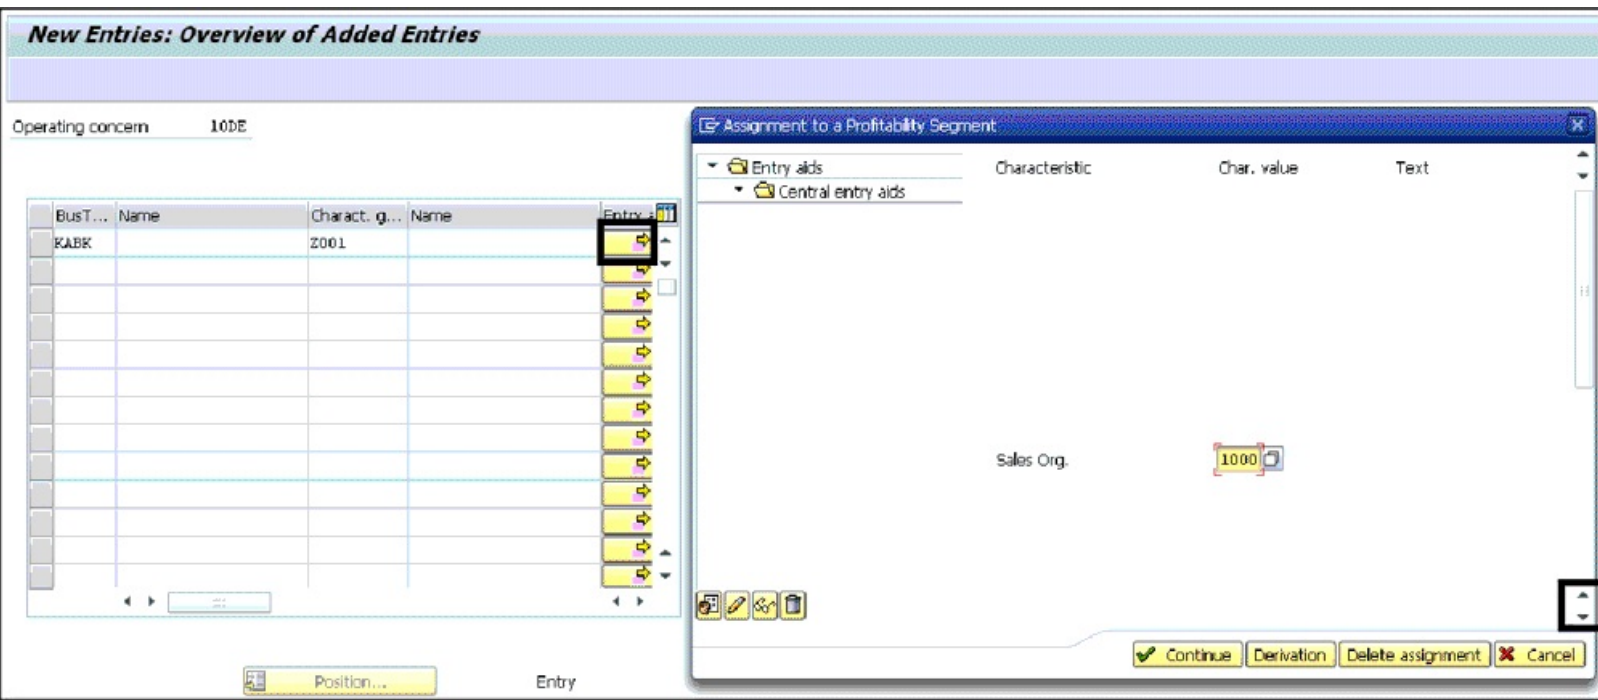 New Entries: Overview of Added Entries
Operating concern 10DE
BusT... Name Charact. g... Name Entry a
KABK Z001
Position...
Entry
Assignment to a Profitability Segment
Entry aids
Central entry aids
Characteristic Char. value Text
Sales Org. 1000
Continue Derivation Delete assignment Cancel